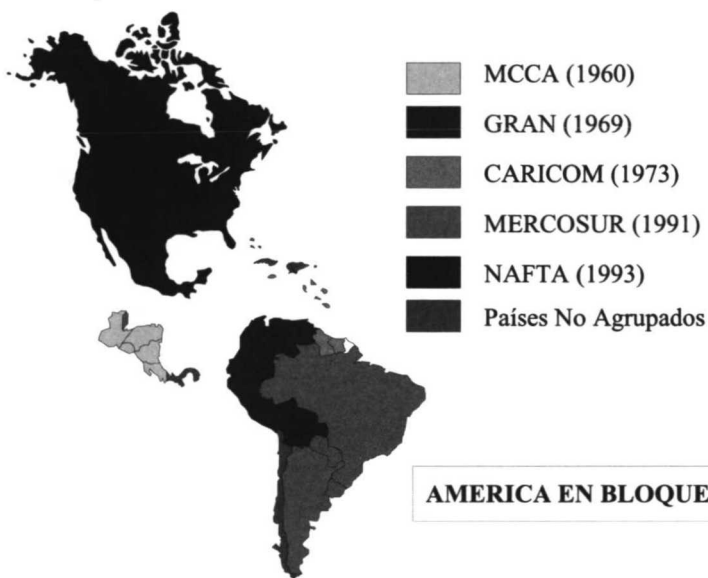 MCCA (1960)
GRAN (1969)
CARICOM (1973)
MERCOSUR (1991)
NAFTA (1993)
Países No Agrupados
AMERICA EN BLOQUE